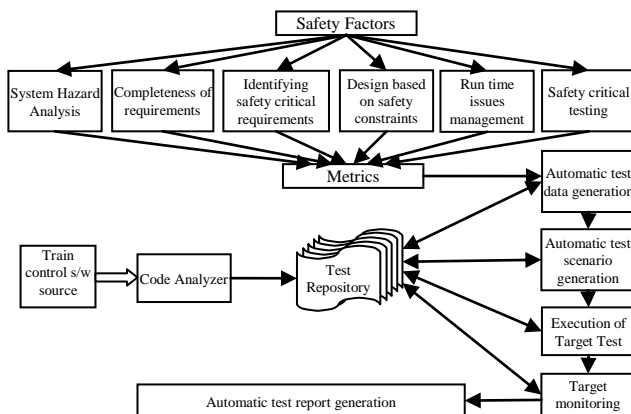 Safety Factors
System Hazard
Analysis
Completeness of
requirements
Identifying
safety critical
requirements
Design based
on safety
constraints
Run time
issues
management
Safety critical
testing
Metrics
Automatic test
data generation
Train
control s/w
source
Code Analyzer
Test
Repository
Automatic test
scenario
generation
Execution of
Target Test
Target
monitoring
Automatic test report generation